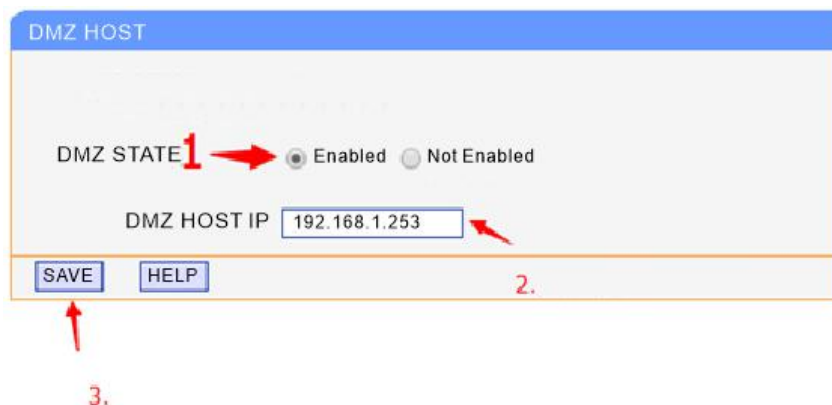 DMZ HOST
DMZ STATE 1 Enabled Not Enabled
DMZ HOST IP 192.168.1.253
SAVE HELP 2.
3.